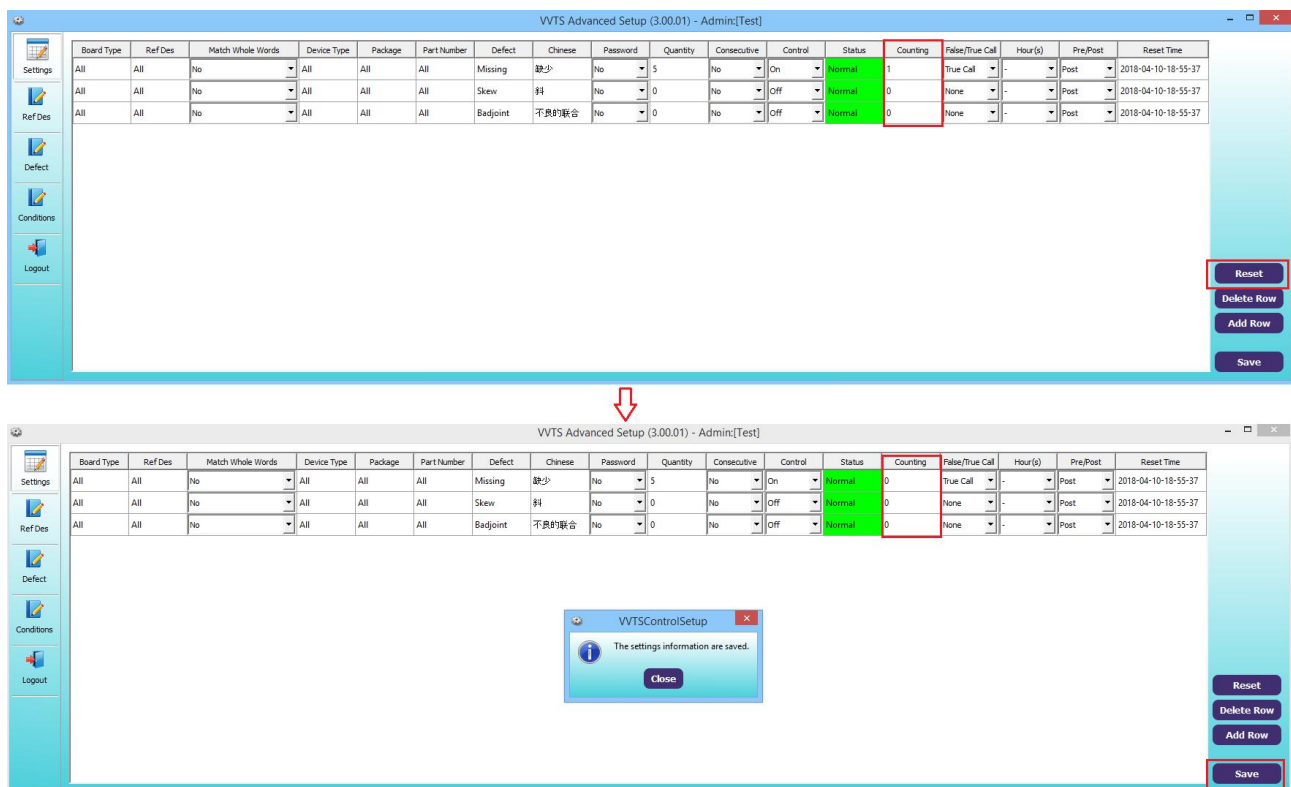 VVTS Advanced Setup (3.00.01) - Admin:[Test]
Settings
Ref Des
Defect
Conditions
Logout
Board Type Ref Des Match Whole Words Device Type Package Part Number Defect Chinese Password Quantity Consecutive Control Status Counting False/True Call Hour(s) Pre/Post Reset Time
All All No All All All Missing 缺少 No 5 No On Normal 1 True Call - Post 2018-04-10-18-55-37
All All No All All All Skew 斜 No 0 No Off Normal 0 None - Post 2018-04-10-18-55-37
All All No All All All Badjoint 不良的联合 No 0 No Off Normal 0 None - Post 2018-04-10-18-55-37
Reset
Delete Row
Add Row
Save
VVTS Advanced Setup (3.00.01) - Admin:[Test]
Settings
Ref Des
Defect
Conditions
Logout
Board Type Ref Des Match Whole Words Device Type Package Part Number Defect Chinese Password Quantity Consecutive Control Status Counting False/True Call Hour(s) Pre/Post Reset Time
All All No All All All Missing 缺少 No 5 No On Normal 0 True Call - Post 2018-04-10-18-55-37
All All No All All All Skew 斜 No 0 No Off Normal 0 None - Post 2018-04-10-18-55-37
All All No All All All Badjoint 不良的联合 No 0 No Off Normal 0 None - Post 2018-04-10-18-55-37
VVTSControlSetup
The settings information are saved.
Close
Reset
Delete Row
Add Row
Save